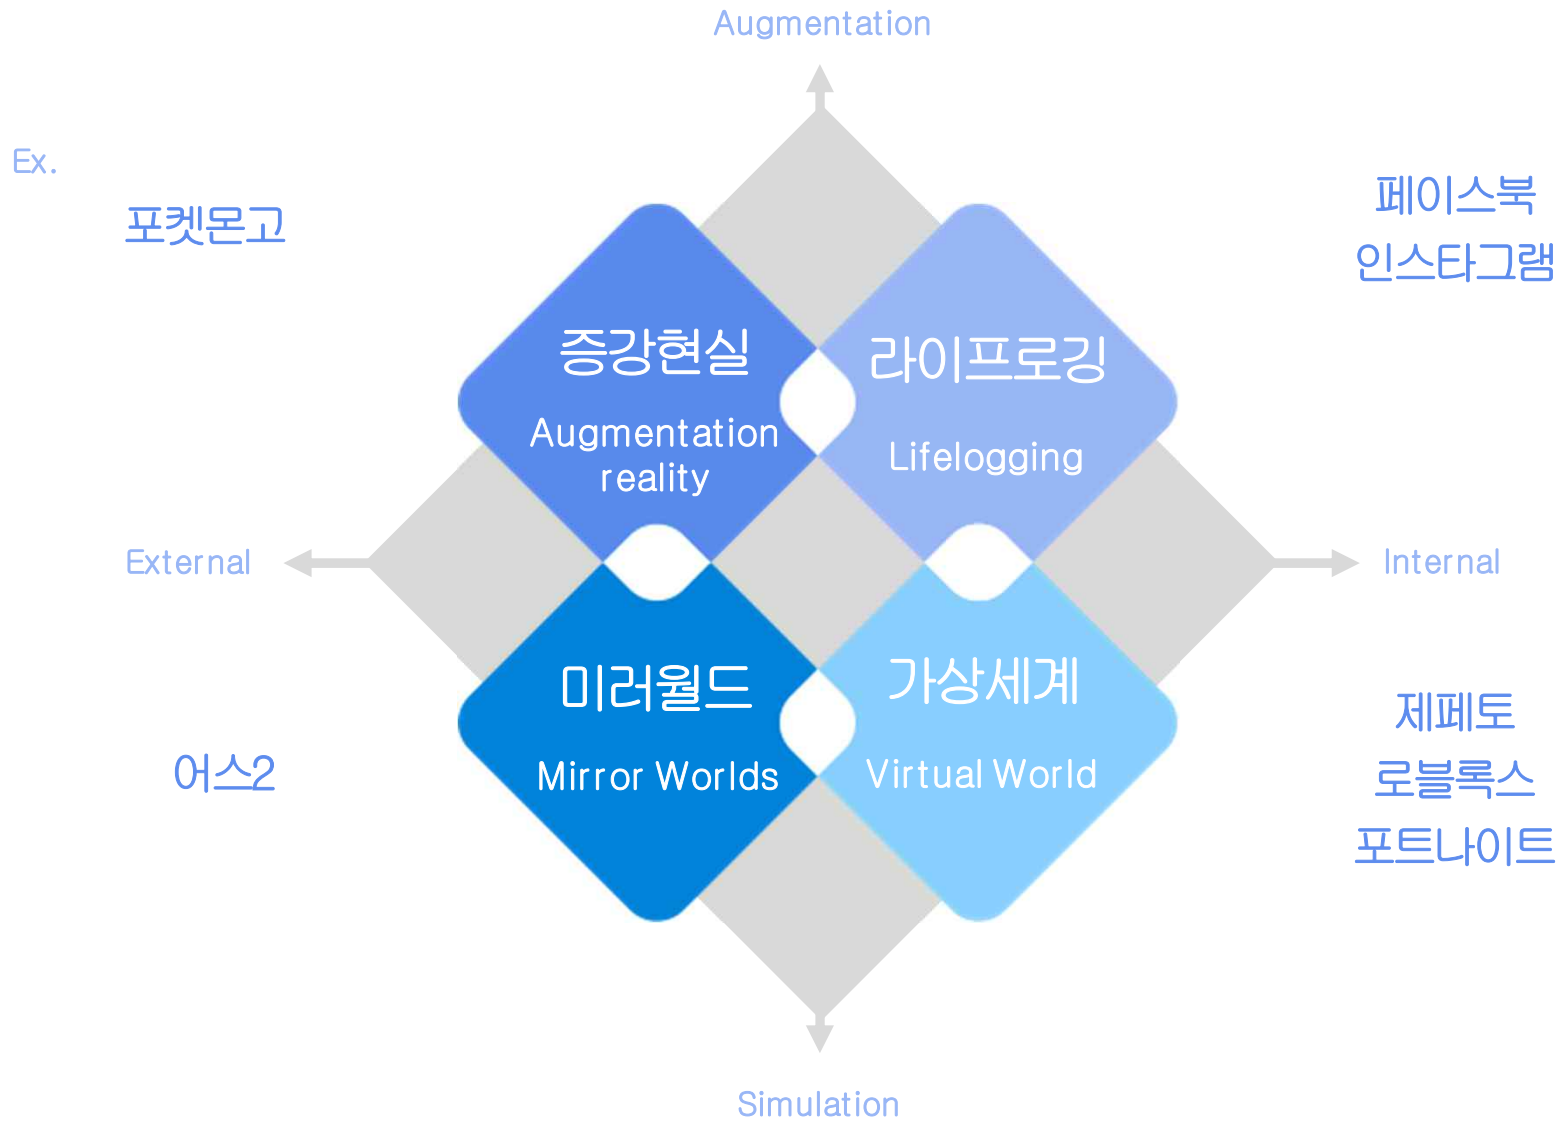 Augmentation
Ex.
포켓몬고
페이스북
인스타그램
증강현실
Augmentation
reality
라이프로깅
Lifelogging
External
Internal
미러월드
Mirror Worlds
가상세계
Virtual World
어스2
제페토
로블록스
포트나이트
Simulation